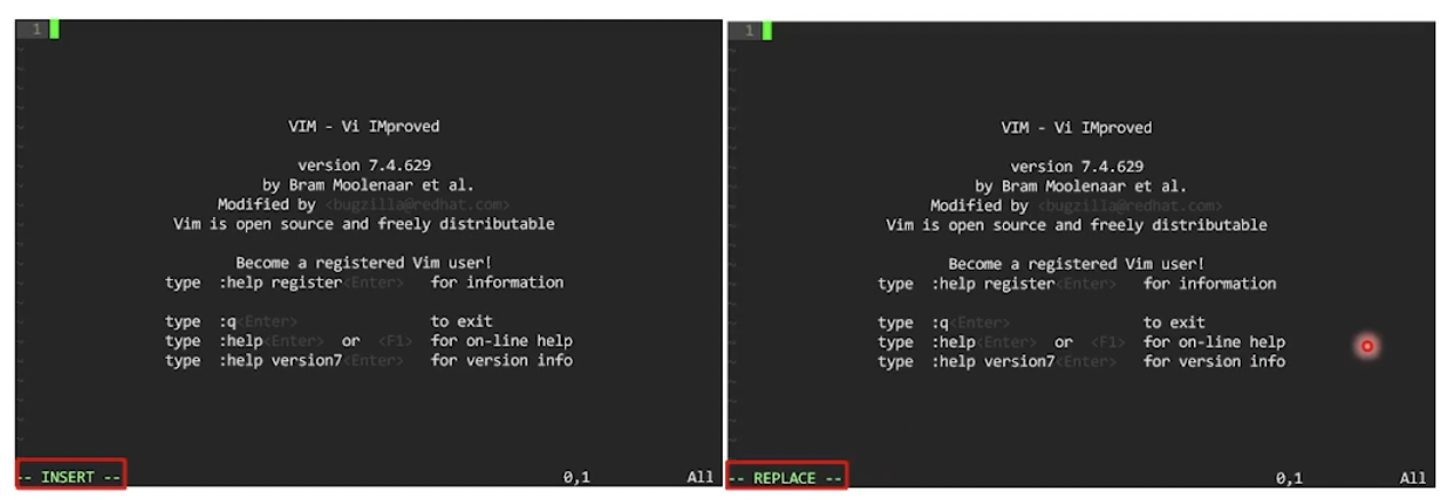 1
VIM - Vi IMproved
version 7.4.629
by Bram Moolenaar et al.
Modified by <bugzilla@redhat.com>
Vim is open source and freely distributable
Become a registered Vim user!
type :help register<Enter> for information
type :q<Enter> to exit
type :help<Enter> or <F1> for on-line help
type :help version7<Enter> for version info
-- INSERT -- 0,1 All
1
VIM - Vi IMproved
version 7.4.629
by Bram Moolenaar et al.
Modified by <bugzilla@redhat.com>
Vim is open source and freely distributable
Become a registered Vim user!
type :help register<Enter> for information
type :q<Enter> to exit
type :help<Enter> or <F1> for on-line help
type :help version7<Enter> for version info
-- REPLACE -- 0,1 All